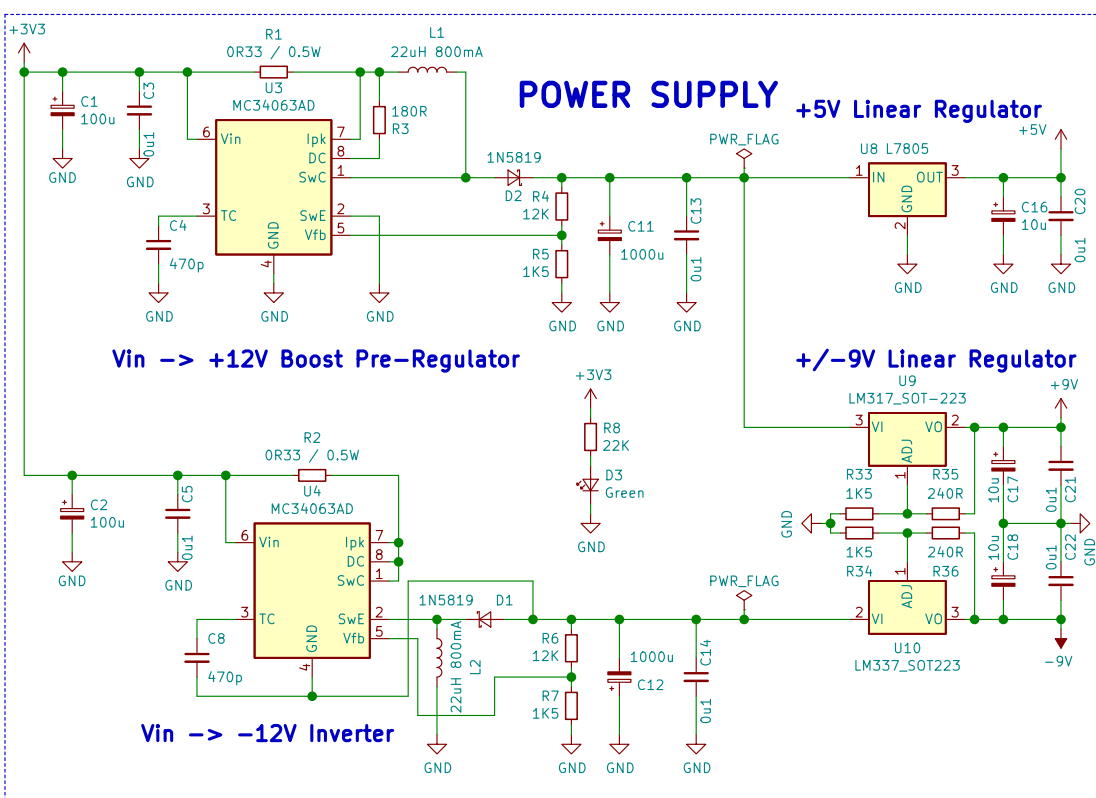 POWER SUPPLY
+3V3
C1
100u
GND
C3
0u1
GND
R1
0R33 / 0.5W
U3
MC34063AD
6
Vin
3
TC
GND
4
Ipk
7
DC
8
SwC
1
SwE
2
Vfb
5
GND
C4
470p
GND
GND
L1
22uH 800mA
180R
R3
1N5819
D2
R4
12K
R5
1K5
GND
C11
1000u
GND
C13
0u1
GND
PWR_FLAG
+5V Linear Regulator
U8 L7805
1
IN
OUT
3
GND
2
GND
+5V
C16
10u
GND
C20
0u1
GND
Vin -> +12V Boost Pre-Regulator
+3V3
R8
22K
D3
Green
GND
+/-9V Linear Regulator
U9
LM317_SOT-223
3
VI
VO
2
ADJ
1
+9V
R33
1K5
R35
240R
GND
1K5
R34
240R
R36
10u
C17
0u1
C21
10u
C18
0u1
C22
GND
1
ADJ
2
VI
VO
3
U10
LM337_SOT223
-9V
R2
0R33 / 0.5W
U4
MC34063AD
C2
100u
GND
C5
0u1
GND
6
Vin
3
TC
GND
4
Ipk
7
DC
8
SwC
1
SwE
2
Vfb
5
C8
470p
1N5819
D1
22uH 800mA
L2
GND
R6
12K
R7
1K5
GND
1000u
C12
GND
C14
0u1
GND
PWR_FLAG
Vin -> -12V Inverter